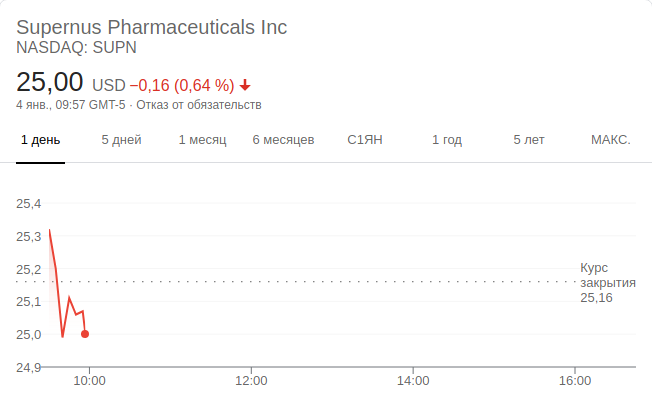 Supernus Pharmaceuticals Inc
NASDAQ: SUPN
25,00 USD −0,16 (0,64 %)
4 янв., 09:57 GMT-5 · Отказ от обязательств
1 день 5 дней 1 месяц 6 месяцев С1ЯН 1 год 5 лет МАКС.
25,4
25,3
25,2
25,1
25,0
24,9
Курс
закрытия
25,16
10:00 12:00 14:00 16:00